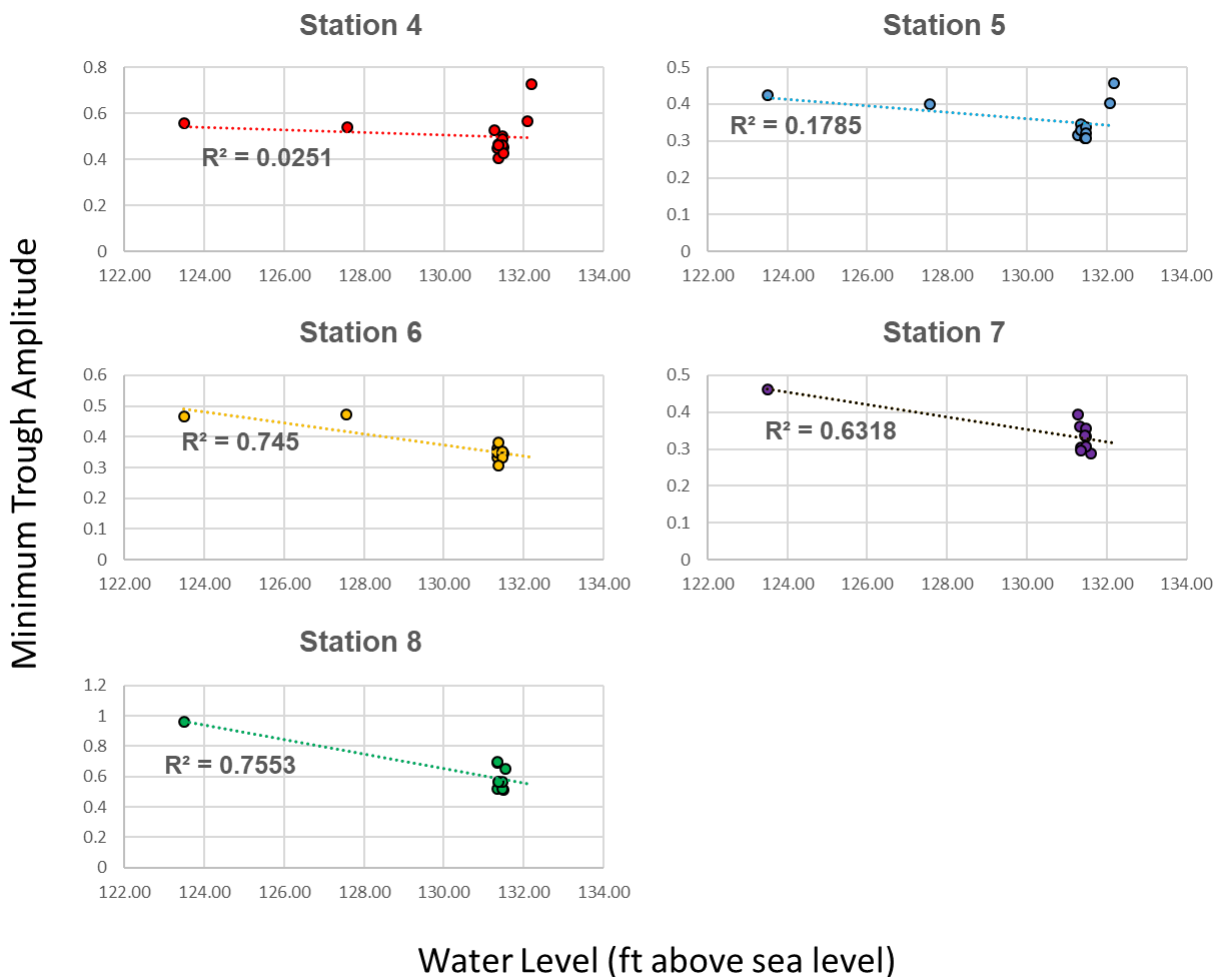 Station 4
0.8
0.6
0.4
0.2
0
R² = 0.0251
122.00 124.00 126.00 128.00 130.00 132.00 134.00
Station 5
0.5
0.4
0.3
0.2
0.1
0
R² = 0.1785
122.00 124.00 126.00 128.00 130.00 132.00 134.00
Station 6
0.6
0.5
0.4
0.3
0.2
0.1
0
R² = 0.745
122.00 124.00 126.00 128.00 130.00 132.00 134.00
Station 7
0.5
0.4
0.3
0.2
0.1
0
R² = 0.6318
122.00 124.00 126.00 128.00 130.00 132.00 134.00
Station 8
1.2
1
0.8
0.6
0.4
0.2
0
R² = 0.7553
122.00 124.00 126.00 128.00 130.00 132.00 134.00
Minimum Trough Amplitude
Water Level (ft above sea level)